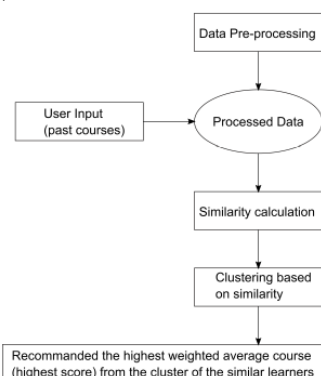 Data Pre-processing
User Input
(past courses)
Processed Data
Similarity calculation
Clustering based
on similarity
Recommanded the highest weighted average course
(highest score) from the cluster of the similar learners